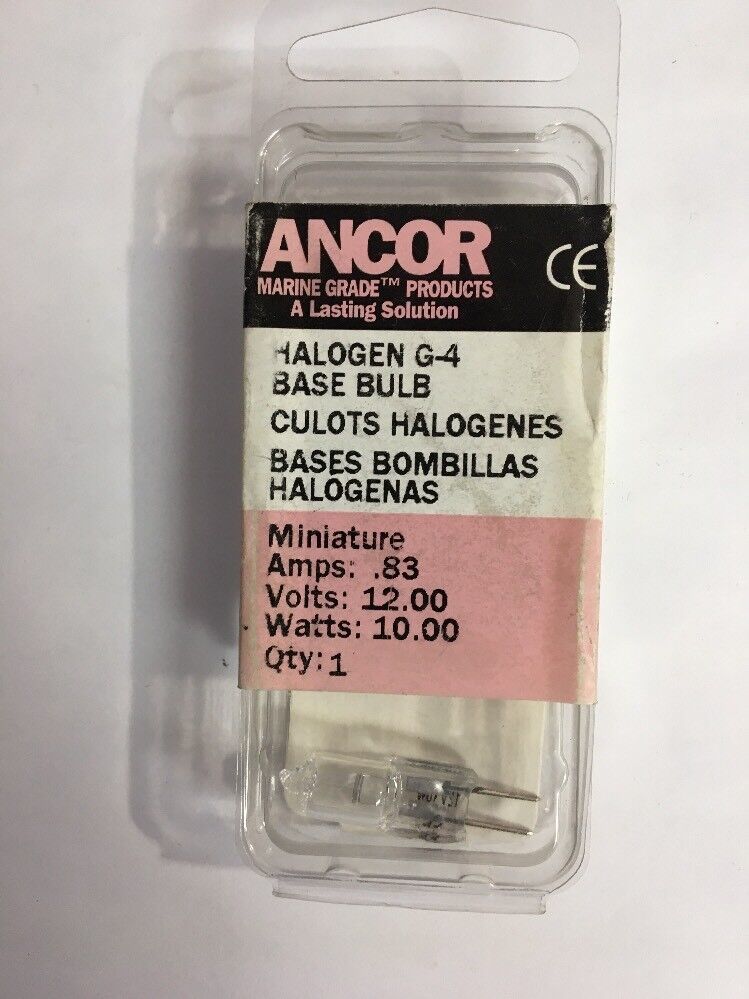 ANCOR
CE
MARINE GRADE™ PRODUCTS
A Lasting Solution
HALOGEN G-4
BASE BULB
CULOTS HALOGENES
BASES BOMBILLAS
HALOGENAS
Miniature
Amps: .83
Volts: 12.00
Watts: 10.00
Qty: 1
12V